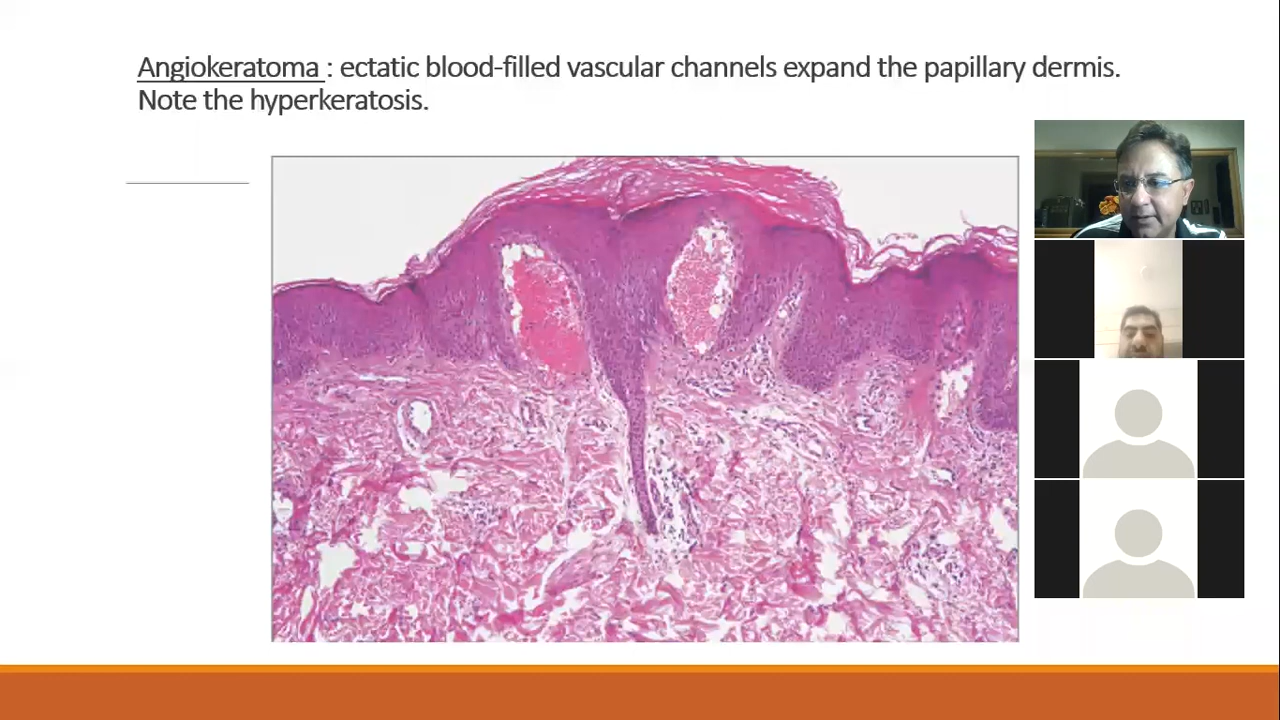 Angiokeratoma : ectatic blood-filled vascular channels expand the papillary dermis.
Note the hyperkeratosis.